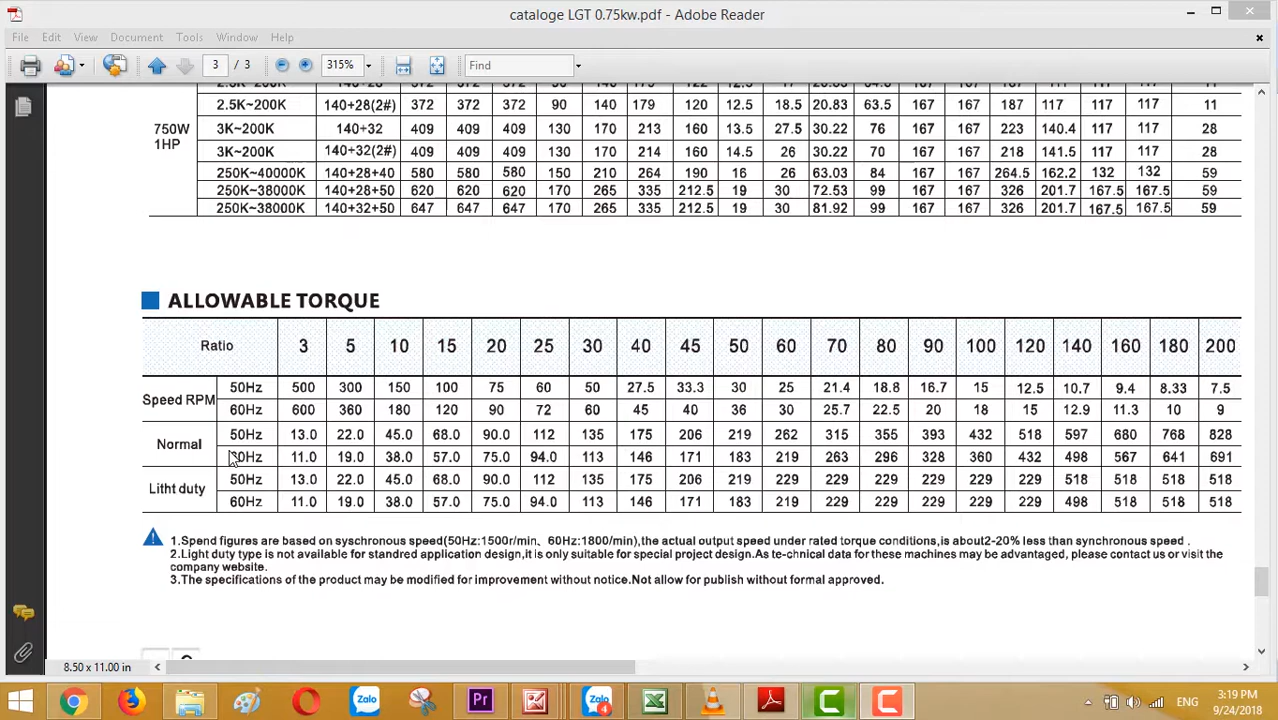 cataloge LGT 0.75kw.pdf - Adobe Reader
File Edit View Document Tools Window Help
3 / 3 315% Find
2.5K~200K 140+28(2#) 372 372 372 90 140 179 120 12.5 18.5 20.83 63.5 167 167 187 117 117 117 11
750W
1HP
3K~200K 140+32 409 409 409 130 170 213 160 13.5 27.5 30.22 76 167 167 223 140.4 117 117 28
3K~200K 140+32(2#) 409 409 409 130 170 214 160 14.5 26 30.22 70 167 167 218 141.5 117 117 28
250K~40000K 140+28+40 580 580 580 150 210 264 190 16 26 63.03 84 167 167 264.5 162.2 132 132 59
250K~38000K 140+28+50 620 620 620 170 265 335 212.5 19 30 72.53 99 167 167 326 201.7 167.5 167.5 59
250K~38000K 140+32+50 647 647 647 170 265 335 212.5 19 30 81.92 99 167 167 326 201.7 167.5 167.5 59
ALLOWABLE TORQUE
Ratio 3 5 10 15 20 25 30 40 45 50 60 70 80 90 100 120 140 160 180 200
Speed RPM 50Hz 500 300 150 100 75 60 50 27.5 33.3 30 25 21.4 18.8 16.7 15 12.5 10.7 9.4 8.33 7.5
60Hz 600 360 180 120 90 72 60 45 40 36 30 25.7 22.5 20 18 15 12.9 11.3 10 9
Normal 50Hz 13.0 22.0 45.0 68.0 90.0 112 135 175 206 219 262 315 355 393 432 518 597 680 768 828
60Hz 11.0 19.0 38.0 57.0 75.0 94.0 113 146 171 183 219 263 296 328 360 432 498 567 641 691
Litht duty 50Hz 13.0 22.0 45.0 68.0 90.0 112 135 175 206 219 229 229 229 229 229 229 518 518 518 518
60Hz 11.0 19.0 38.0 57.0 75.0 94.0 113 146 171 183 219 229 229 229 229 229 498 518 518 518
1.Spend figures are based on syschronous speed(50Hz:1500r/min、60Hz:1800/min),the actual output speed under rated torque conditions,is about2-20% less than synchronous speed .
2.Light duty type is not available for standred application design,it is only suitable for special project design.As te-chnical data for these machines may be advantaged, please contact us or visit the
company website.
3.The specifications of the product may be modified for improvement without notice.Not allow for publish without formal approved.
8.50 x 11.00 in
Zalo Pr Zalo 4 ENG 3:19 PM
9/24/2018